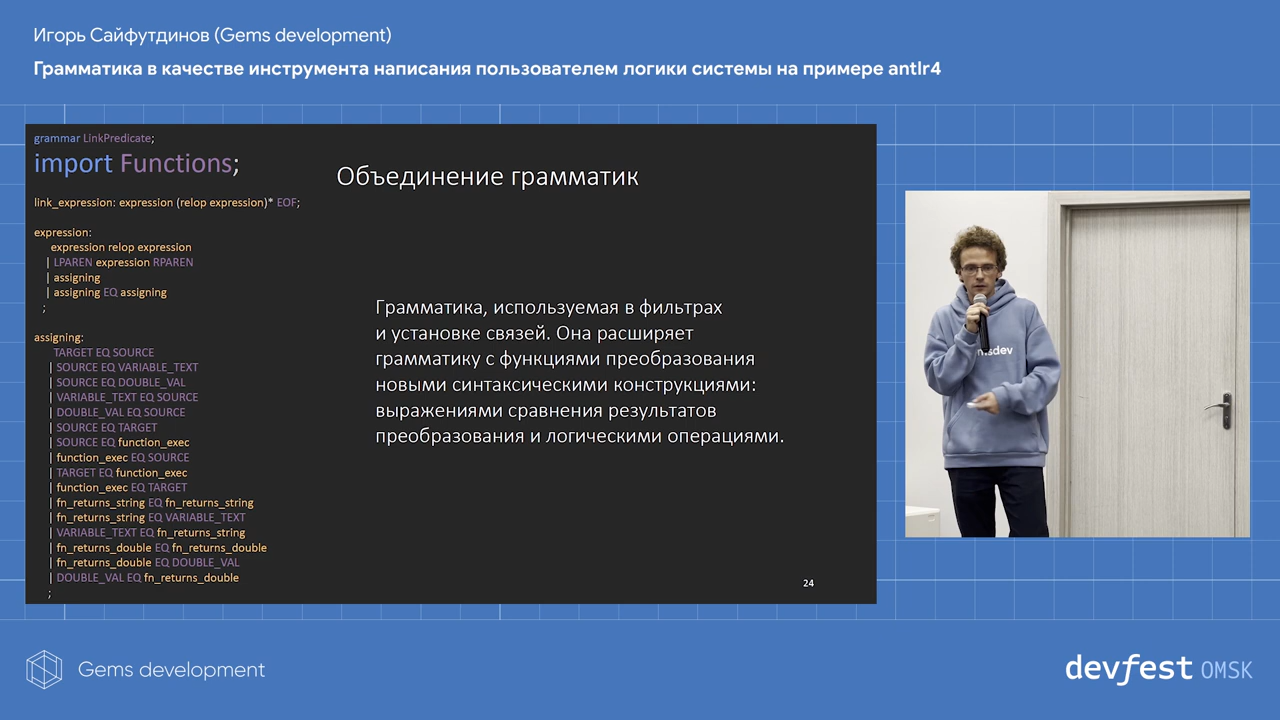 Игорь Сайфутдинов (Gems development)
Грамматика в качестве инструмента написания пользователем логики системы на примере antlr4
grammar LinkPredicate;
import Functions;
link_expression: expression (relop expression)* EOF;
expression:
expression relop expression
| LPAREN expression RPAREN
| assigning
| assigning EQ assigning
;
assigning:
TARGET EQ SOURCE
| SOURCE EQ VARIABLE_TEXT
| SOURCE EQ DOUBLE_VAL
| VARIABLE_TEXT EQ SOURCE
| DOUBLE_VAL EQ SOURCE
| SOURCE EQ TARGET
| SOURCE EQ function_exec
| function_exec EQ SOURCE
| TARGET EQ function_exec
| function_exec EQ TARGET
| fn_returns_string EQ fn_returns_string
| fn_returns_string EQ VARIABLE_TEXT
| VARIABLE_TEXT EQ fn_returns_string
| fn_returns_double EQ fn_returns_double
| fn_returns_double EQ DOUBLE_VAL
| DOUBLE_VAL EQ fn_returns_double
;
Объединение грамматик
Грамматика, используемая в фильтрах
и установке связей. Она расширяет
грамматику с функциями преобразования
новыми синтаксическими конструкциями:
выражениями сравнения результатов
преобразования и логическими операциями.
24
Gems development
devfest OMSK